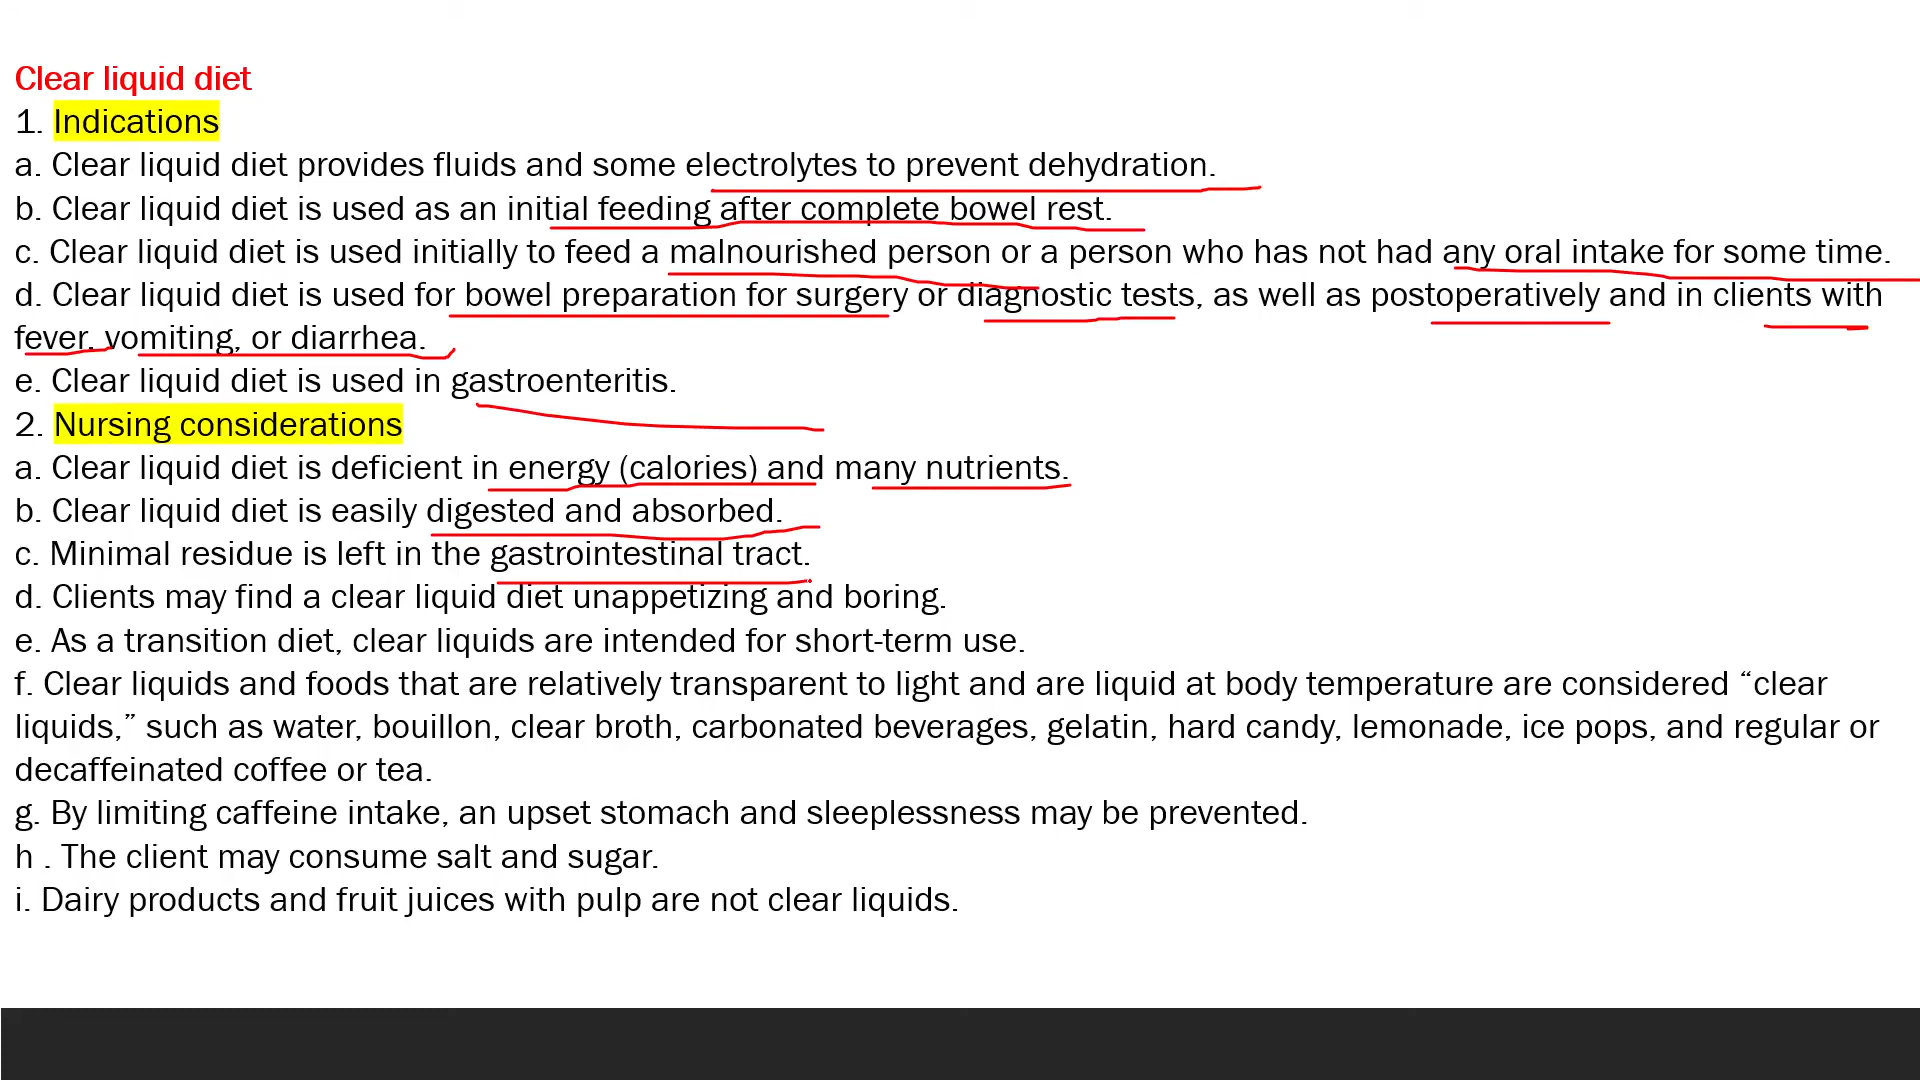 Clear liquid diet
1. Indications
a. Clear liquid diet provides fluids and some electrolytes to prevent dehydration.
b. Clear liquid diet is used as an initial feeding after complete bowel rest.
c. Clear liquid diet is used initially to feed a malnourished person or a person who has not had any oral intake for some time.
d. Clear liquid diet is used for bowel preparation for surgery or diagnostic tests, as well as postoperatively and in clients with
fever, vomiting, or diarrhea.
e. Clear liquid diet is used in gastroenteritis.
2. Nursing considerations
a. Clear liquid diet is deficient in energy (calories) and many nutrients.
b. Clear liquid diet is easily digested and absorbed.
c. Minimal residue is left in the gastrointestinal tract.
d. Clients may find a clear liquid diet unappetizing and boring.
e. As a transition diet, clear liquids are intended for short-term use.
f. Clear liquids and foods that are relatively transparent to light and are liquid at body temperature are considered “clear
liquids,” such as water, bouillon, clear broth, carbonated beverages, gelatin, hard candy, lemonade, ice pops, and regular or
decaffeinated coffee or tea.
g. By limiting caffeine intake, an upset stomach and sleeplessness may be prevented.
h . The client may consume salt and sugar.
i. Dairy products and fruit juices with pulp are not clear liquids.